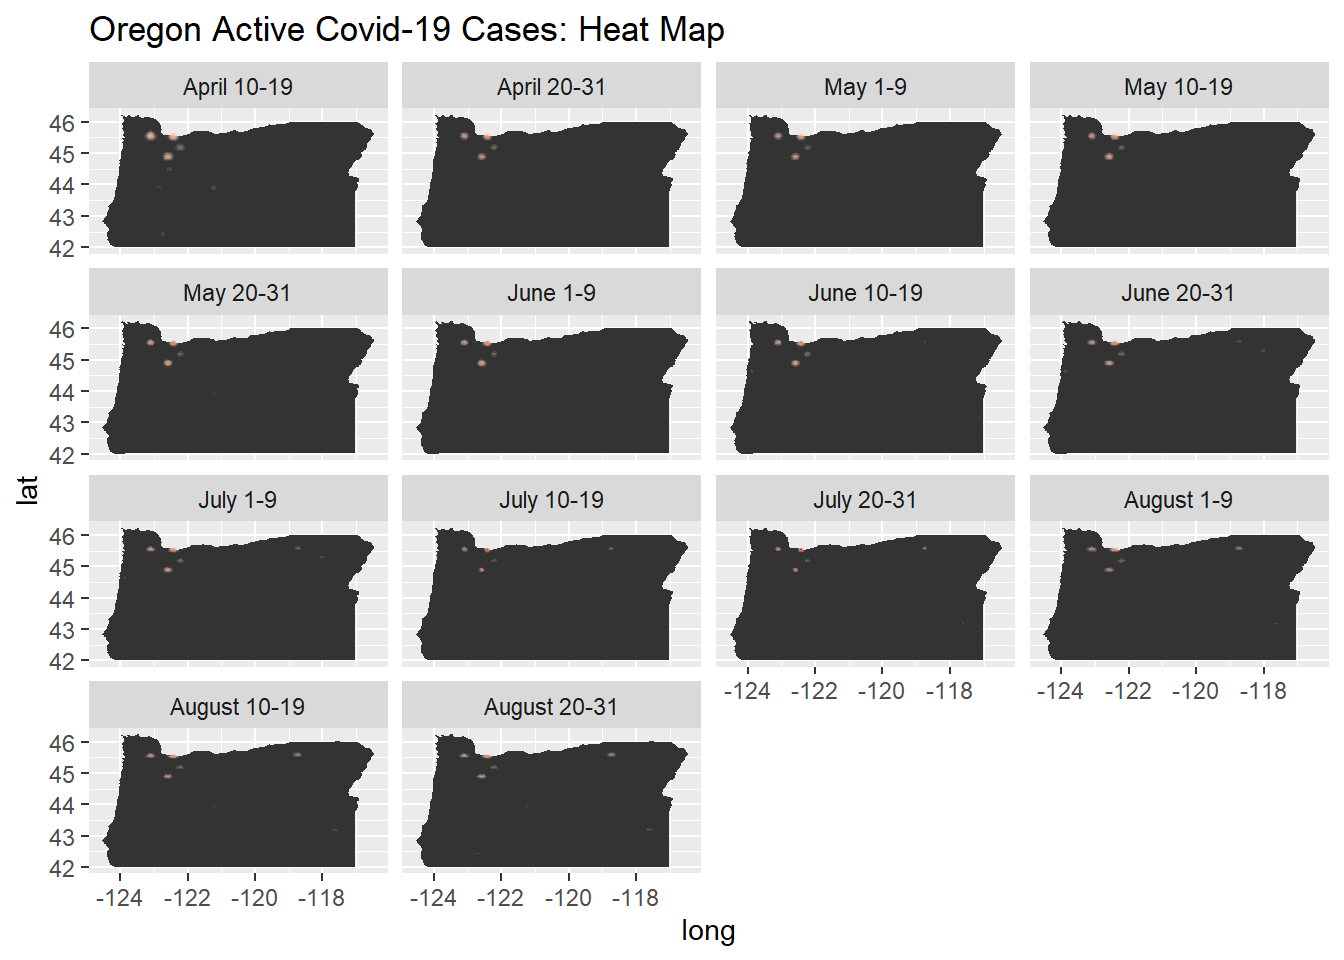 Oregon Active Covid-19 Cases: Heat Map
April 10-19 April 20-31 May 1-9 May 10-19
46
45
44
43
42
May 20-31 June 1-9 June 10-19 June 20-31
46
45
44
43
42
lat
July 1-9 July 10-19 July 20-31 August 1-9
46
45
44
43
42
-124 -122 -120 -118 -124 -122 -120 -118
August 10-19 August 20-31
46
45
44
43
42
-124 -122 -120 -118 -124 -122 -120 -118
long